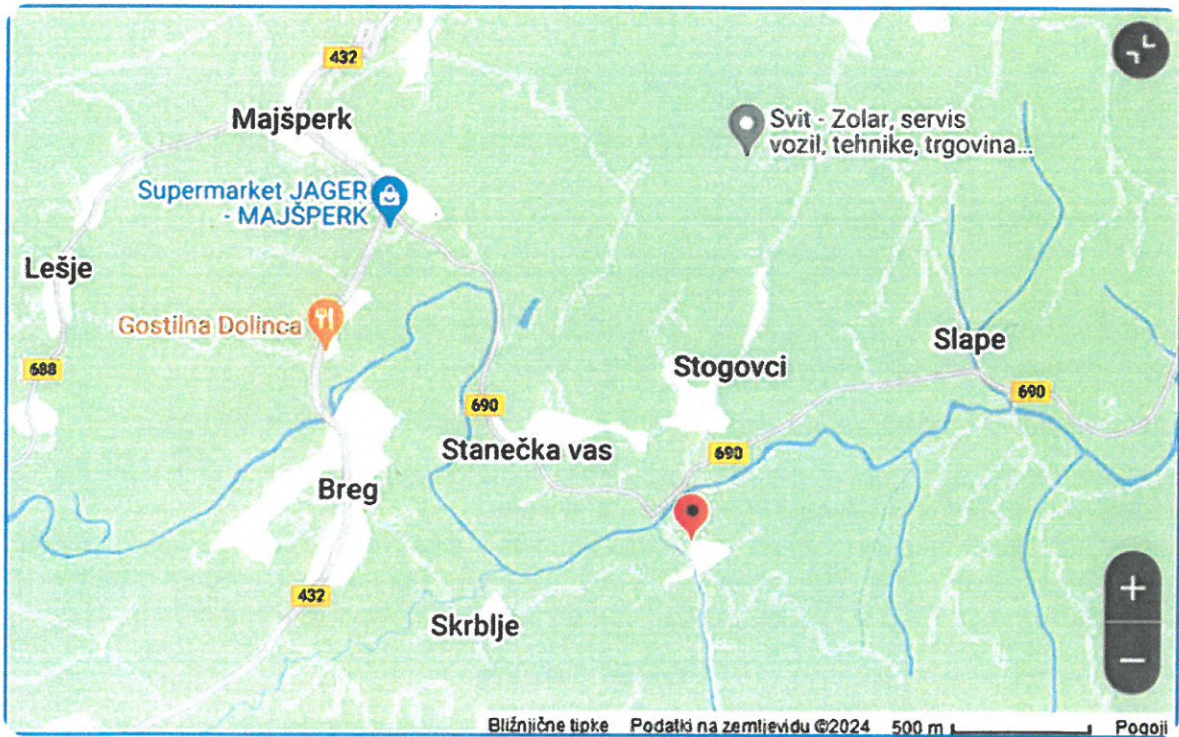 432
Majšperk
Svit - Zolar, servis
vozil, tehnike, trgovina...
Supermarket JAGER
- MAJŠPERK
Lešje
Gostilna Dolinca
Slape
Stogovci
688
690
690
Stanečka vas
690
Breg
432
Skrblje
+
−
Bližnjične tipke Podatki na zemljevidu ©2024 500 m Pogoji